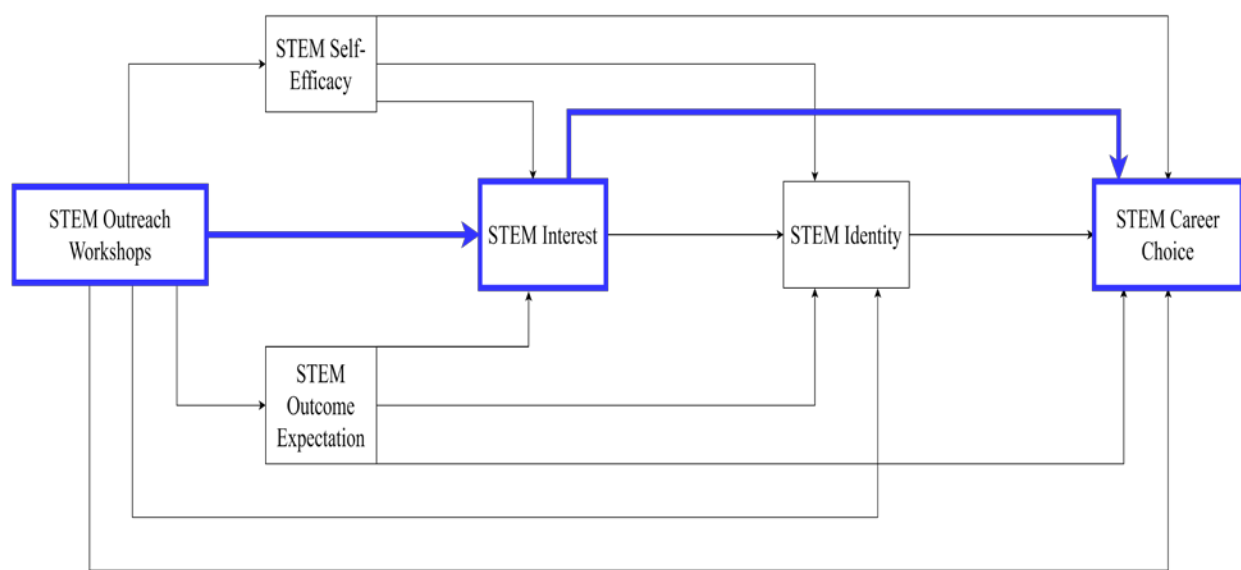 STEM Self-
Efficacy
STEM Outreach
Workshops
STEM Interest
STEM Identity
STEM Career
Choice
STEM
Outcome
Expectation